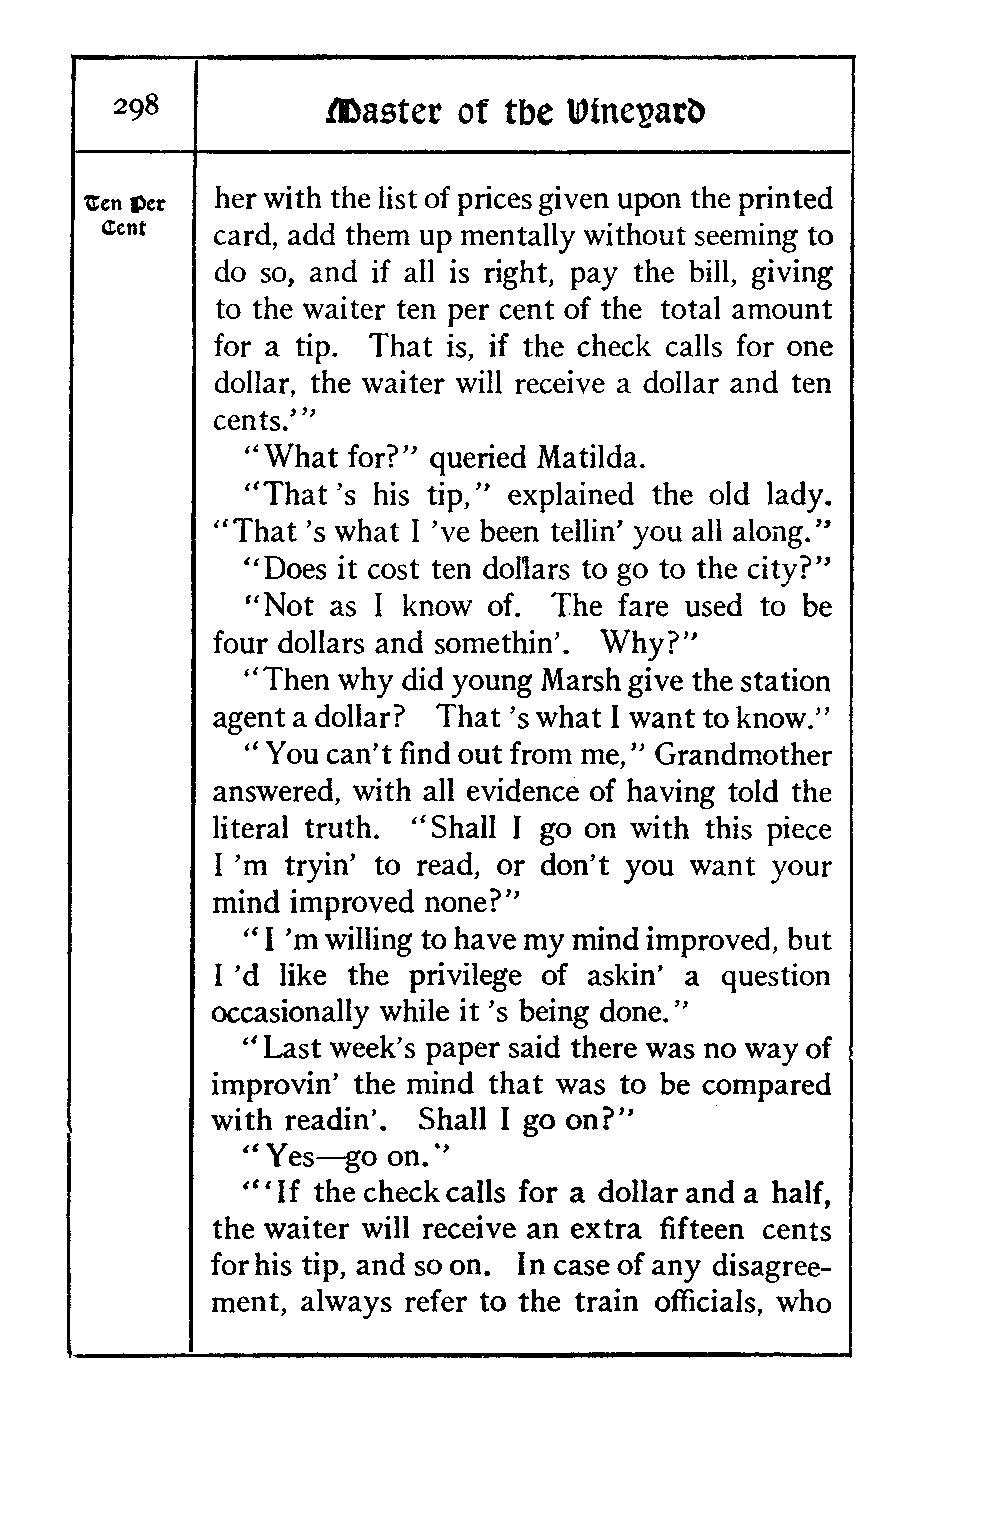 298
Master of the Vineyard
Ten Per
Cent
her with the list of prices given upon the printed
card, add them up mentally without seeming to
do so, and if all is right, pay the bill, giving
to the waiter ten per cent of the total amount
for a tip. That is, if the check calls for one
dollar, the waiter will receive a dollar and ten
cents.’”
“What for?” queried Matilda.
“That ’s his tip,” explained the old lady.
“That ’s what I ’ve been tellin’ you all along.”
“Does it cost ten dollars to go to the city?”
“Not as I know of. The fare used to be
four dollars and somethin’. Why?”
“Then why did young Marsh give the station
agent a dollar? That ’s what I want to know.”
“You can’t find out from me,” Grandmother
answered, with all evidence of having told the
literal truth. “Shall I go on with this piece
I ’m tryin’ to read, or don’t you want your
mind improved none?”
“I ’m willing to have my mind improved, but
I ’d like the privilege of askin’ a question
occasionally while it ’s being done.”
“Last week’s paper said there was no way of
improvin’ the mind that was to be compared
with readin’. Shall I go on?”
“Yes—go on.”
“‘If the check calls for a dollar and a half,
the waiter will receive an extra fifteen cents
for his tip, and so on. In case of any disagree-
ment, always refer to the train officials, who